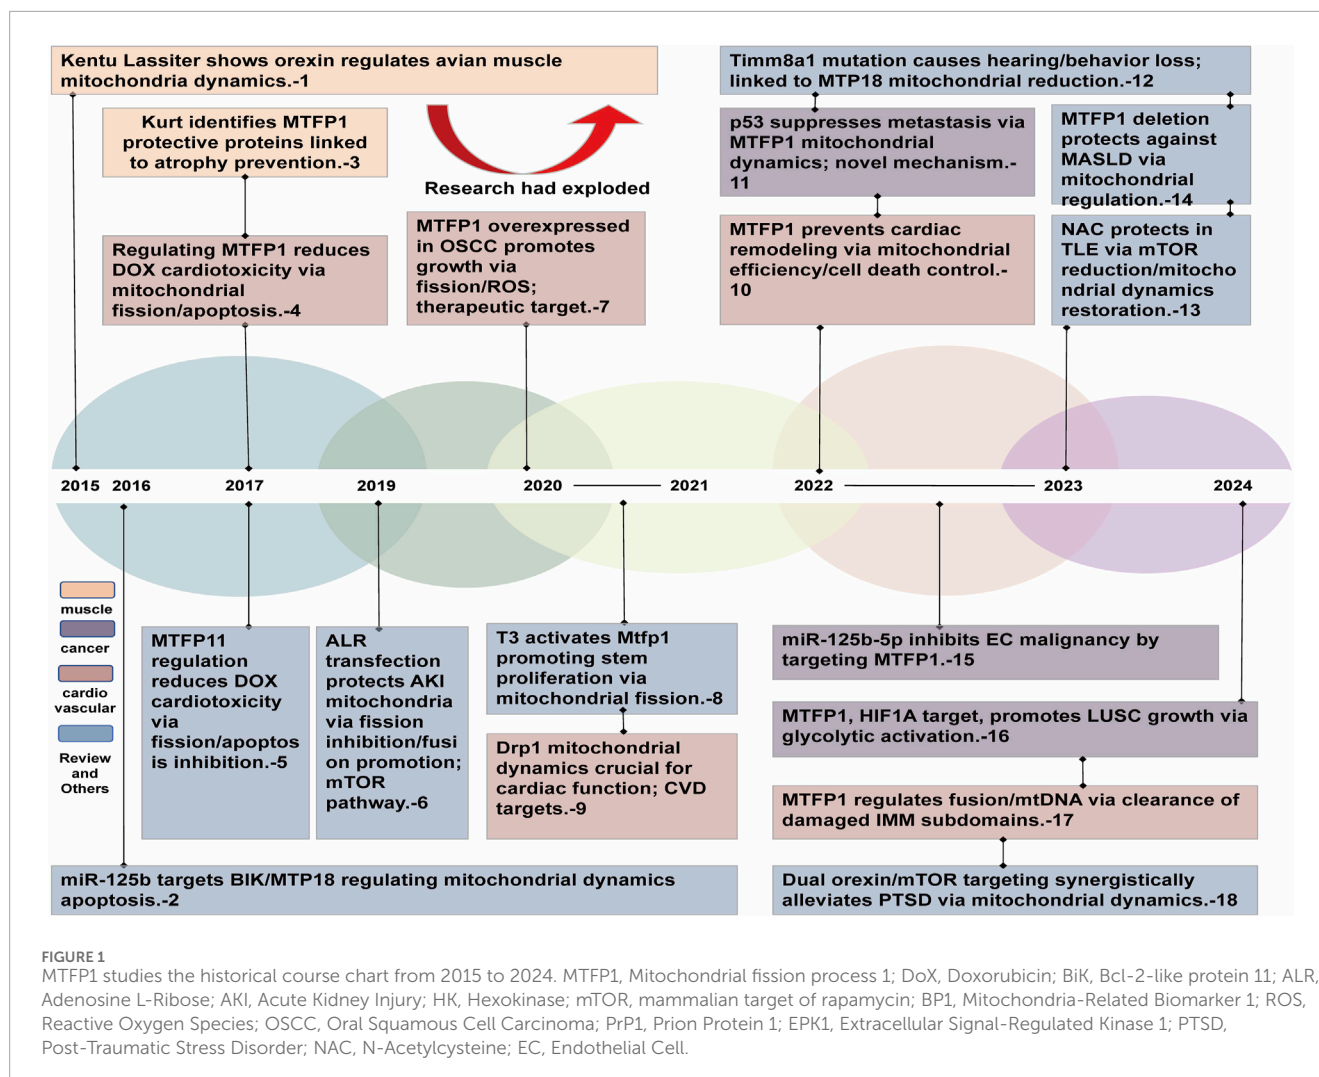 Kentu Lassiter shows orexin regulates avian muscle
mitochondria dynamics.-1
Kurt identifies MTFP1
protective proteins linked
to atrophy prevention.-3
Regulating MTFP1 reduces
DOX cardiotoxicity via
mitochondrial
fission/apoptosis.-4
Research had exploded
MTFP1 overexpressed
in OSCC promotes
growth via
fission/ROS;
therapeutic target.-7
Timm8a1 mutation causes hearing/behavior loss;
linked to MTP18 mitochondrial reduction.-12
p53 suppresses metastasis via
MTFP1 mitochondrial
dynamics; novel mechanism.-
11
MTFP1 prevents cardiac
remodeling via mitochondrial
efficiency/cell death control.-
10
MTFP1 deletion
protects against
MASLD via
mitochondrial
regulation.-14
NAC protects in
TLE via mTOR
reduction/mitocho
ndrial dynamics
restoration.-13
2015 2016 2017 2019 2020 2021 2022 2023 2024
muscle
cancer
cardio
vascular
Review
and
Others
MTFP11
regulation
reduces DOX
cardiotoxicity
via
fission/apoptos
is inhibition.-5
ALR
transfection
protects AKI
mitochondria
via fission
inhibition/fusi
on promotion;
mTOR
pathway.-6
T3 activates Mtfp1
promoting stem
proliferation via
mitochondrial fission.-8
Drp1 mitochondrial
dynamics crucial for
cardiac function; CVD
targets.-9
miR-125b targets BIK/MTP18 regulating mitochondrial dynamics
apoptosis.-2
miR-125b-5p inhibits EC malignancy by
targeting MTFP1.-15
MTFP1, HIF1A target, promotes LUSC growth via
glycolytic activation.-16
MTFP1 regulates fusion/mtDNA via clearance of
damaged IMM subdomains.-17
Dual orexin/mTOR targeting synergistically
alleviates PTSD via mitochondrial dynamics.-18
FIGURE 1
MTFP1 studies the historical course chart from 2015 to 2024. MTFP1, Mitochondrial fission process 1; DoX, Doxorubicin; BiK, Bcl-2-like protein 11; ALR,
Adenosine L-Ribose; AKI, Acute Kidney Injury; HK, Hexokinase; mTOR, mammalian target of rapamycin; BP1, Mitochondria-Related Biomarker 1; ROS,
Reactive Oxygen Species; OSCC, Oral Squamous Cell Carcinoma; PrP1, Prion Protein 1; EPK1, Extracellular Signal-Regulated Kinase 1; PTSD,
Post-Traumatic Stress Disorder; NAC, N-Acetylcysteine; EC, Endothelial Cell.